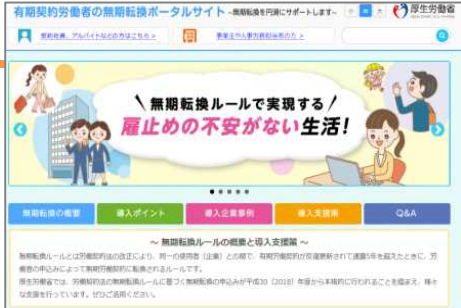 有期契約労働者の無期転換ポータルサイト ~無期転換を円滑にサポートします~ 小 中 大 厚生労働省
契約社員、アルバイトなどの方はこちら > 事業主や人事労務担当者の方 >
無期転換ルールで実現する
雇止めの不安がない生活!
無期転換の概要 導入ポイント 導入企業事例 導入支援策 Q&A
~ 無期転換ルールの概要と導入支援策 ~
無期転換ルールとは労働契約法の改正により、同一の使用者(企業)との間で、有期労働契約が反復更新されて通算5年を超えたときに、労
働者の申込みによって無期労働契約に転換されるルールです。
厚生労働省では、労働契約法の無期転換ルールに基づく無期転換の申込みが平成30(2018)年度から本格的に行われることを踏まえ、様々
な支援を行っています。ぜひご活用ください。